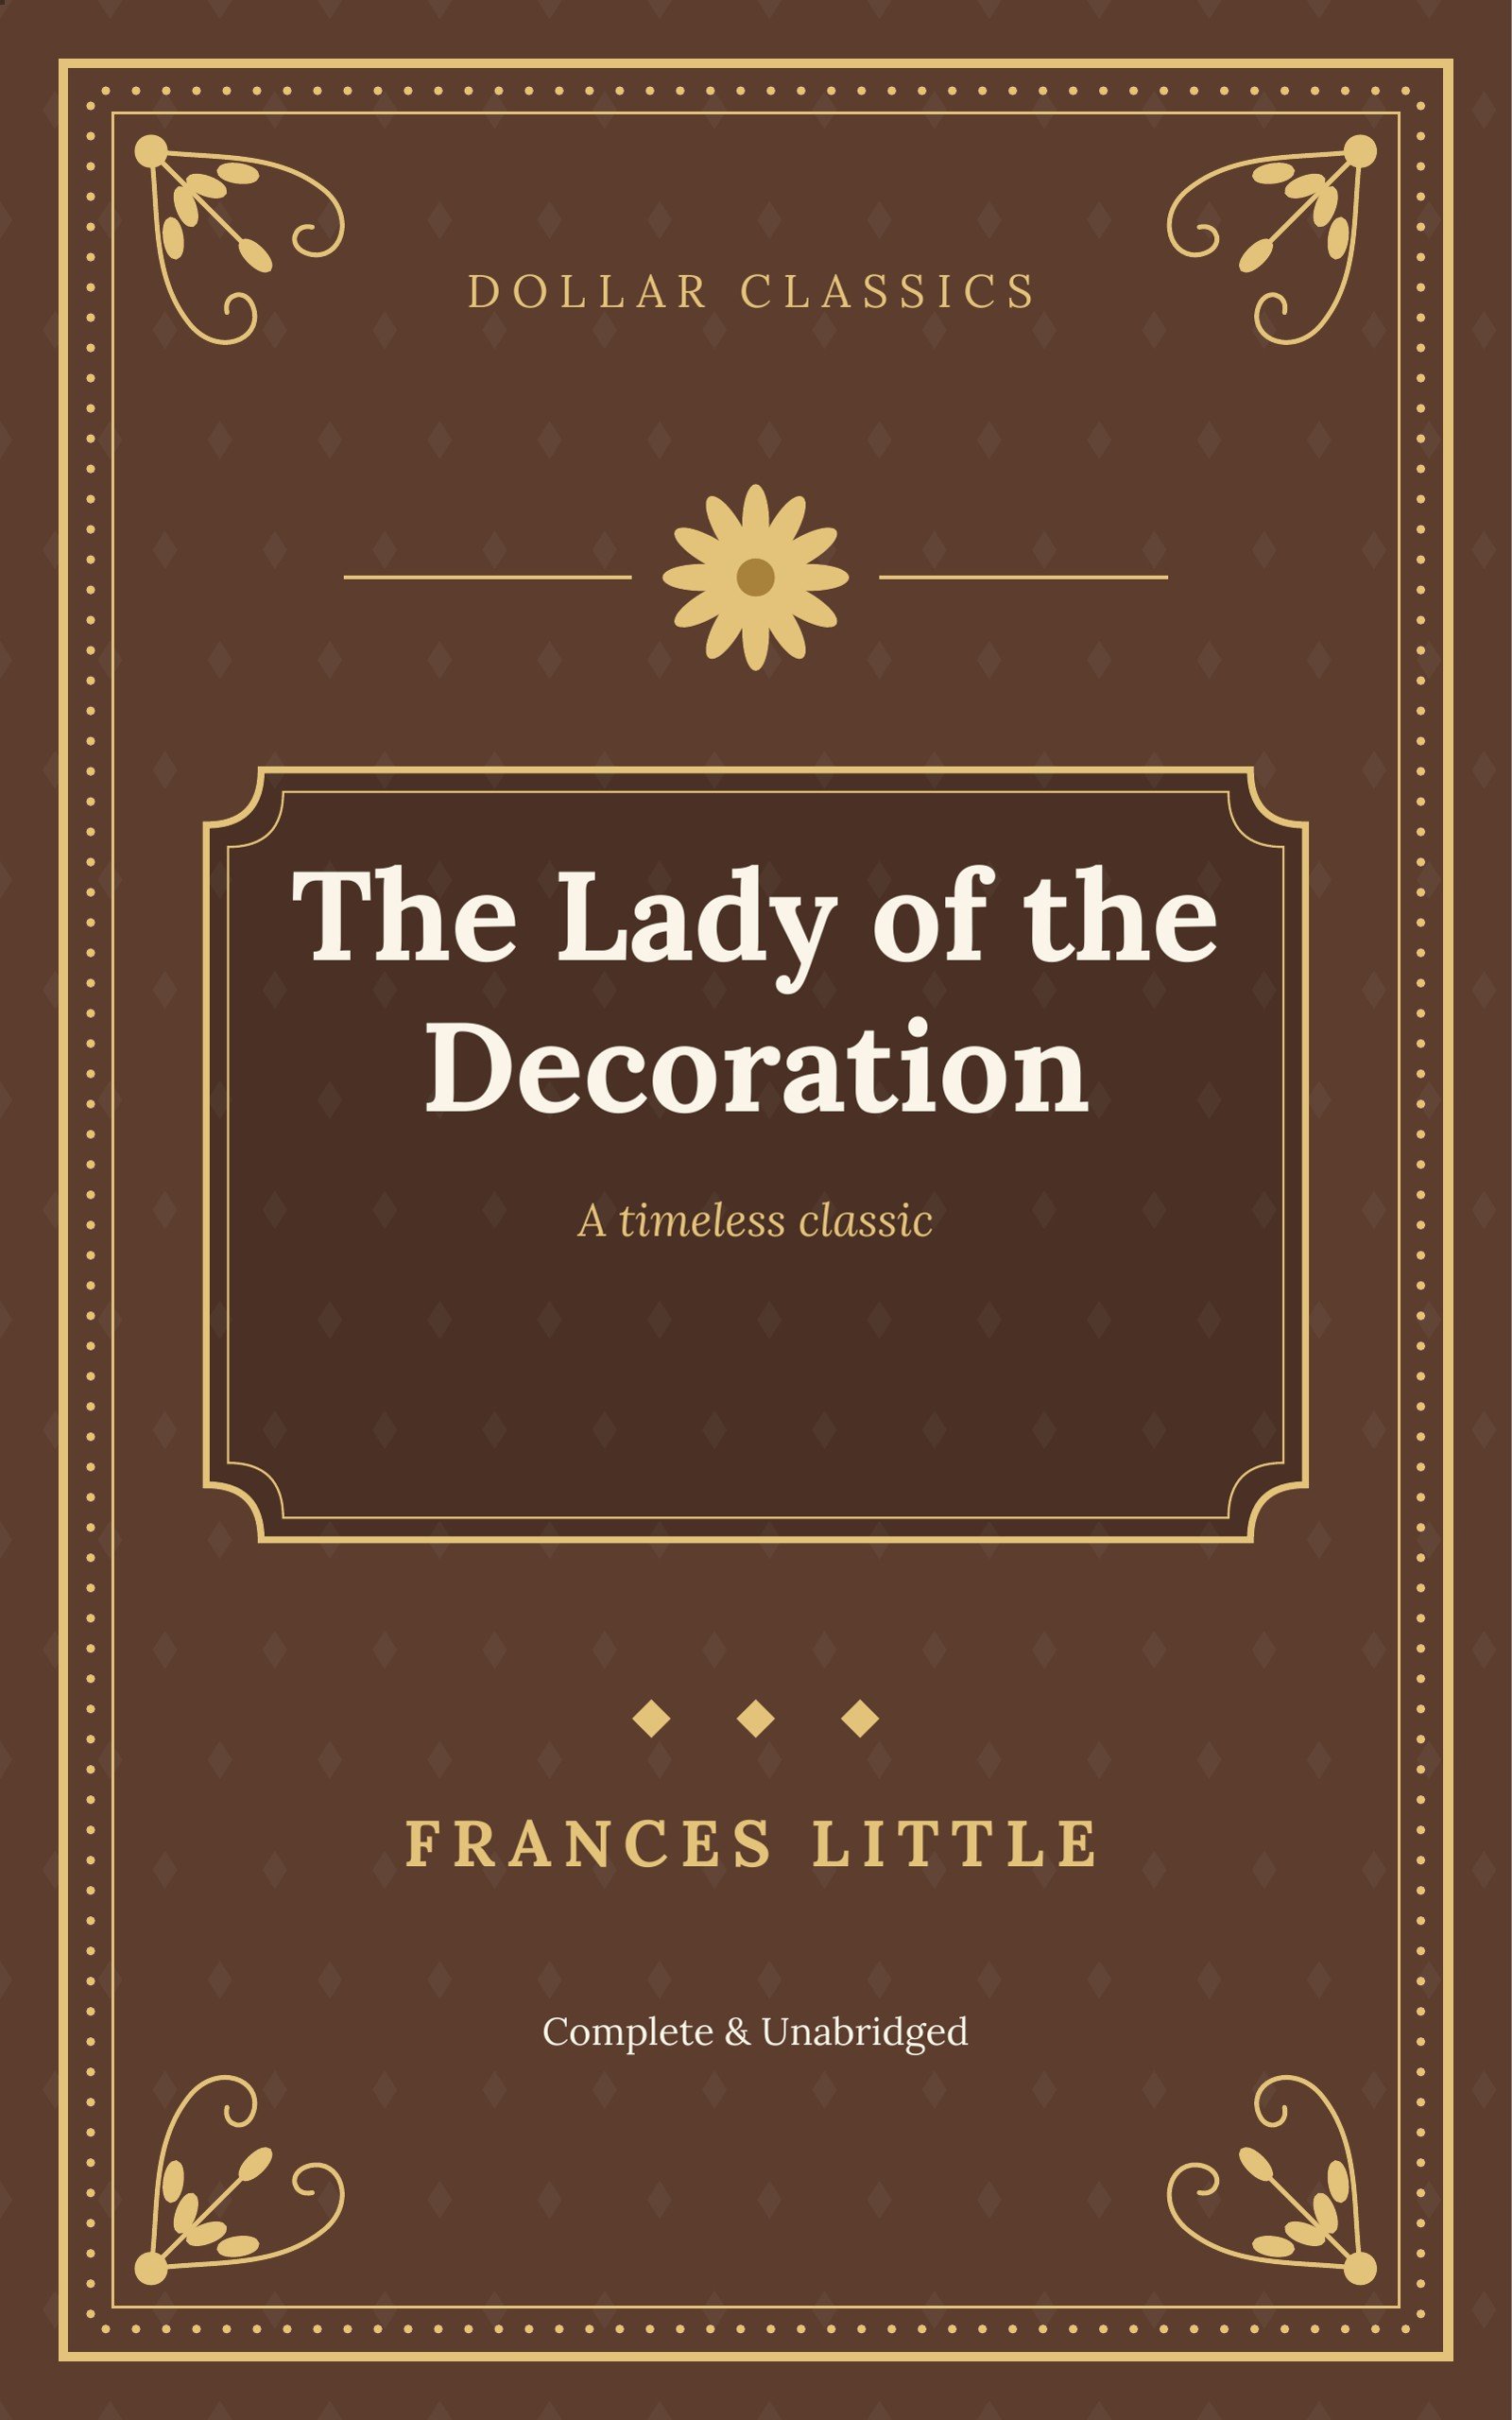 DOLLAR CLASSICS
The Lady of the
Decoration
A timeless classic
FRANCES LITTLE
Complete & Unabridged